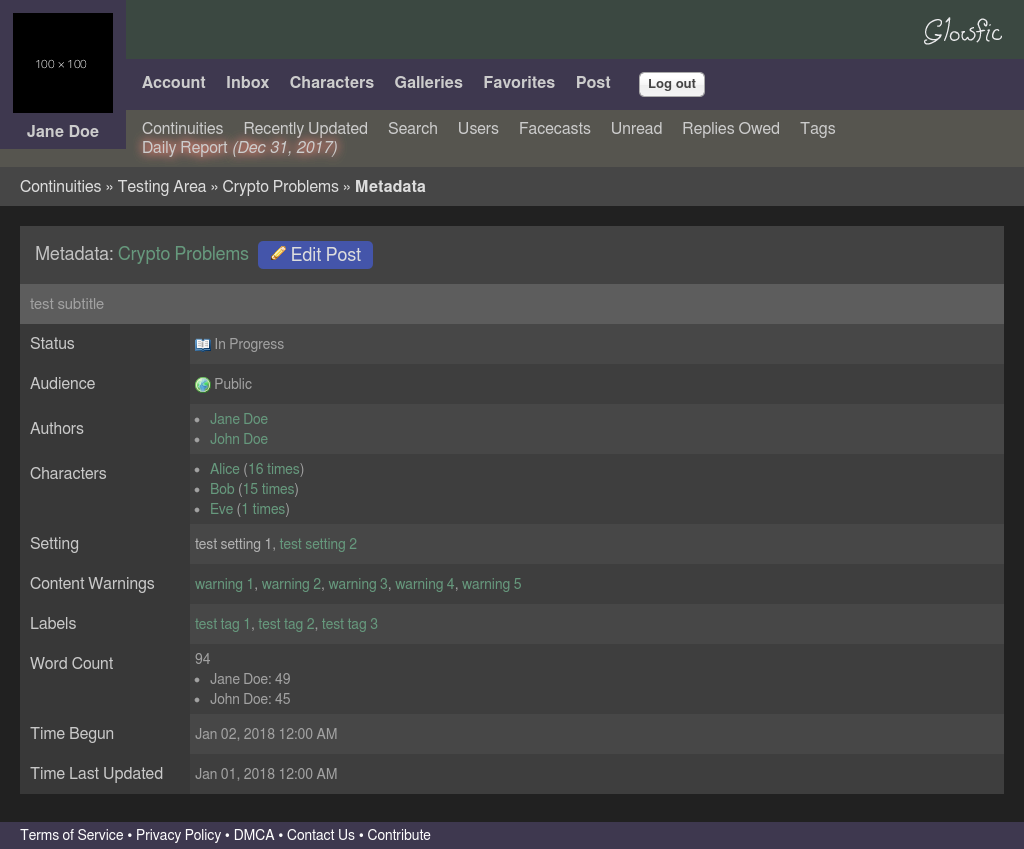 100 × 100
Jane Doe
Glowfic
Account Inbox Characters Galleries Favorites Post Log out
Continuities Recently Updated Search Users Facecasts Unread Replies Owed Tags
Daily Report (Dec 31, 2017)
Continuities » Testing Area » Crypto Problems » Metadata
Metadata: Crypto Problems Edit Post
test subtitle
Status In Progress
Audience Public
Authors
• Jane Doe
• John Doe
Characters
• Alice (16 times)
• Bob (15 times)
• Eve (1 times)
Setting test setting 1, test setting 2
Content Warnings warning 1, warning 2, warning 3, warning 4, warning 5
Labels test tag 1, test tag 2, test tag 3
Word Count 94
• Jane Doe: 49
• John Doe: 45
Time Begun Jan 02, 2018 12:00 AM
Time Last Updated Jan 01, 2018 12:00 AM
Terms of Service • Privacy Policy • DMCA • Contact Us • Contribute